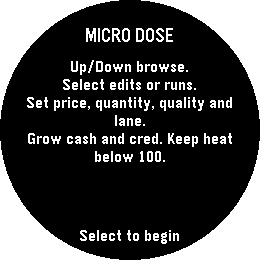 MICRO DOSE
Up/Down browse.
Select edits or runs.
Set price, quantity, quality and
lane.
Grow cash and cred. Keep heat
below 100.
Select to begin